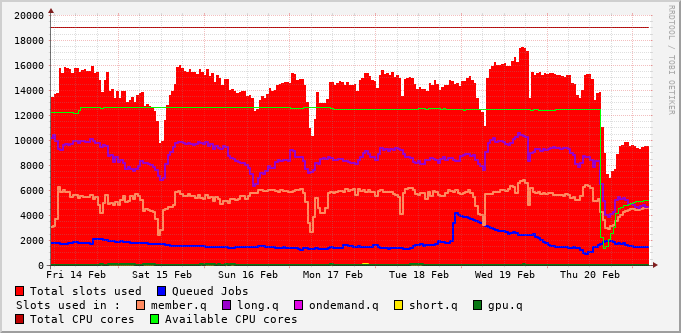 20000
18000
16000
14000
12000
10000
8000
6000
4000
2000
0
Fri 14 Feb Sat 15 Feb Sun 16 Feb Mon 17 Feb Tue 18 Feb Wed 19 Feb Thu 20 Feb
RRDTOOL / TOBI OETIKER
Total slots used Queued Jobs
Slots used in : member.q long.q ondemand.q short.q gpu.q
Total CPU cores Available CPU cores